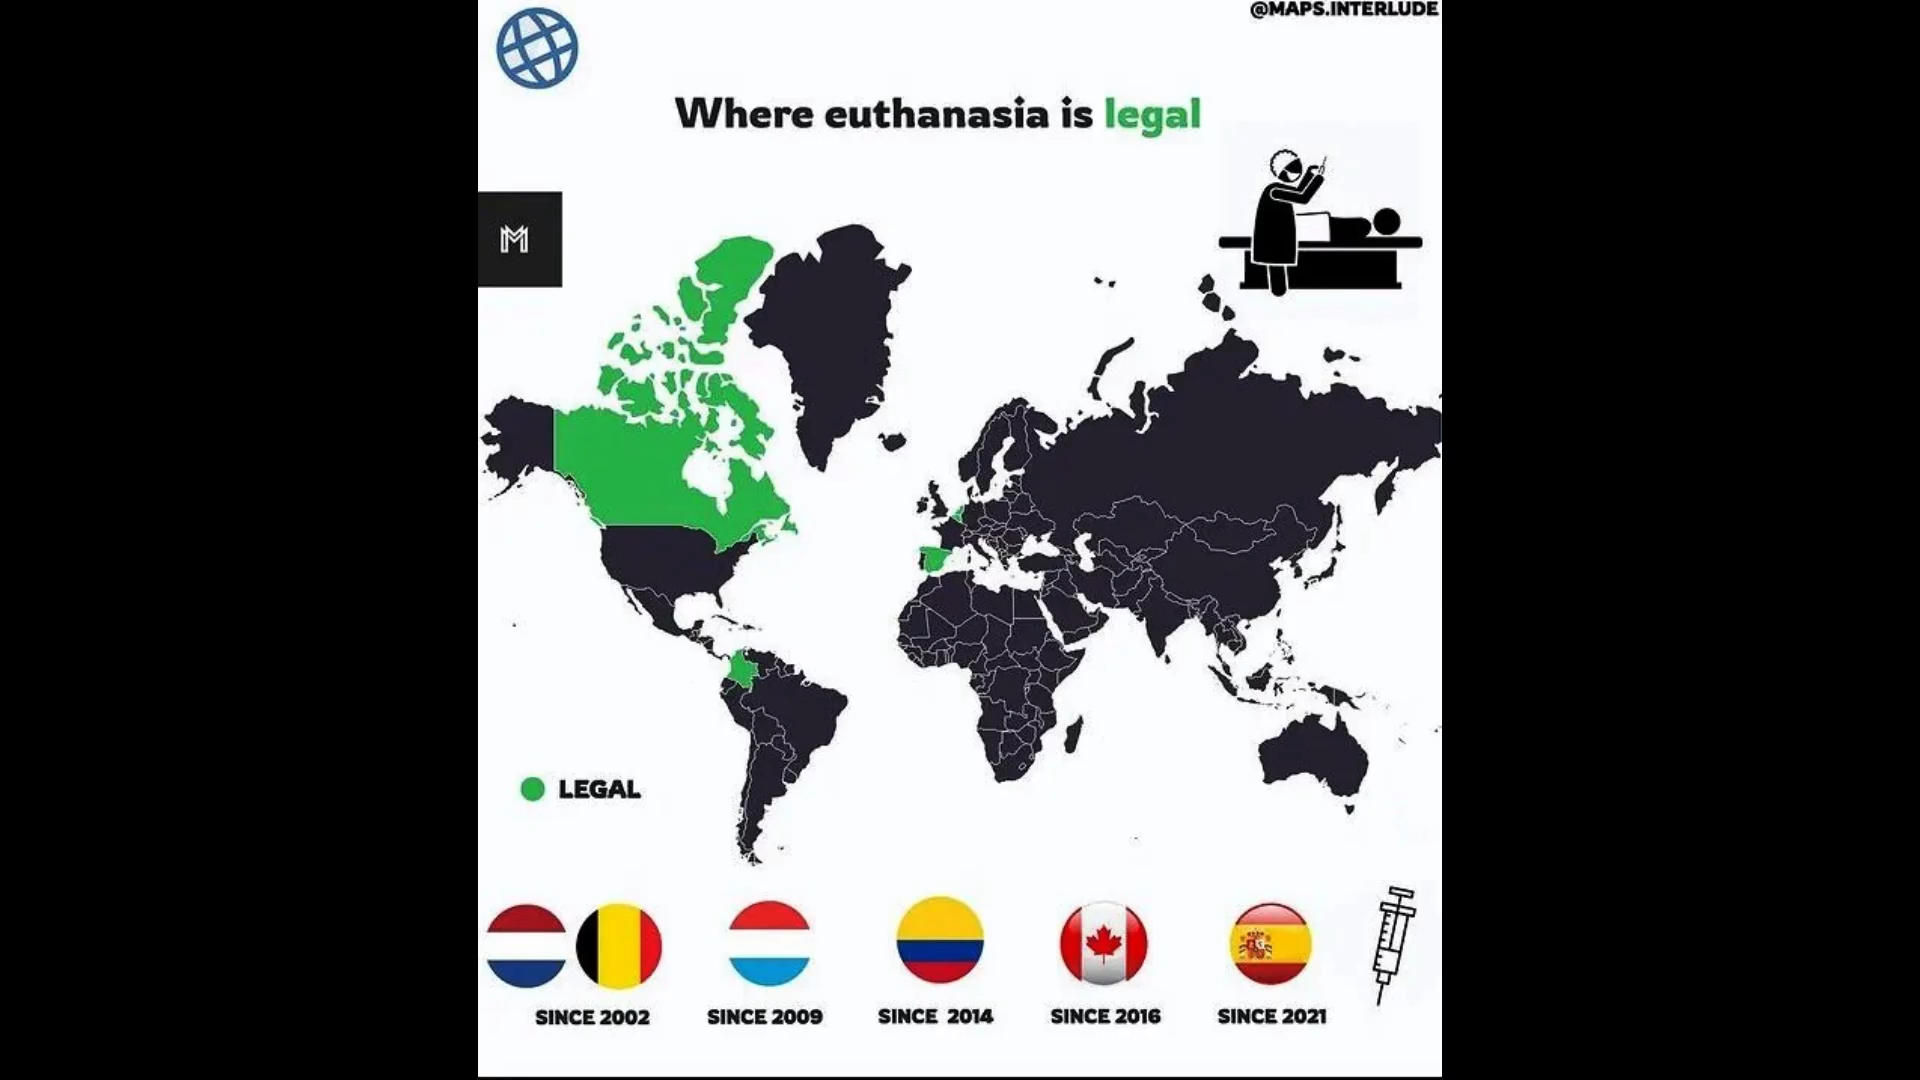 @MAPS.INTERLUDE
Where euthanasia is legal
M
LEGAL
SINCE 2002
SINCE 2009
SINCE 2014
SINCE 2016
SINCE 2021